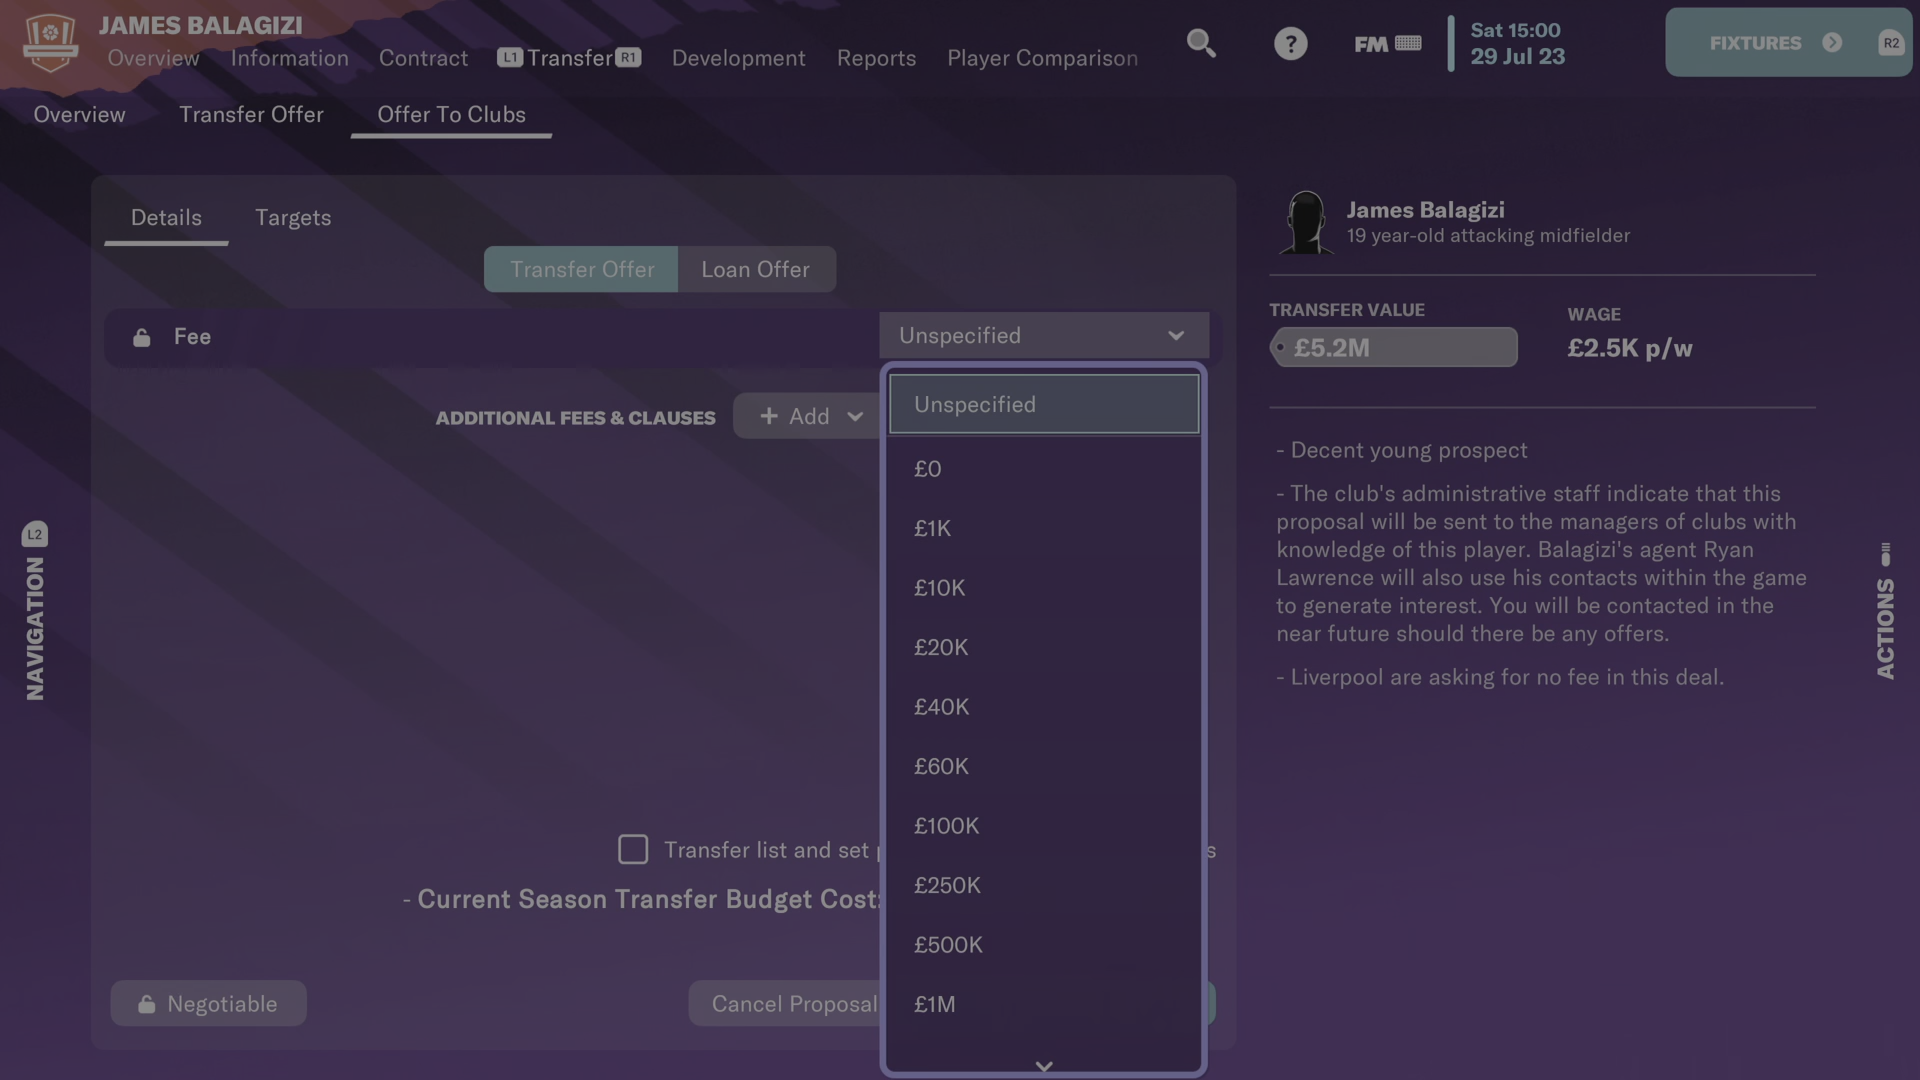 JAMES BALAGIZI
Overview Information Contract L1 Transfer R1 Development Reports Player Comparison
? FM Sat 15:00
29 Jul 23
FIXTURES R2
Overview Transfer Offer Offer To Clubs
Details Targets
Transfer Offer Loan Offer
Fee Unspecified
ADDITIONAL FEES & CLAUSES + Add
Unspecified
£0
£1K
£10K
£20K
£40K
£60K
£100K
£250K
£500K
£1M
Transfer list and set
s
- Current Season Transfer Budget Cost:
Negotiable
Cancel Proposal
James Balagizi
19 year-old attacking midfielder
TRANSFER VALUE
£5.2M
WAGE
£2.5K p/w
- Decent young prospect
- The club's administrative staff indicate that this
proposal will be sent to the managers of clubs with
knowledge of this player. Balagizi's agent Ryan
Lawrence will also use his contacts within the game
to generate interest. You will be contacted in the
near future should there be any offers.
- Liverpool are asking for no fee in this deal.
NAVIGATION L2
ACTIONS